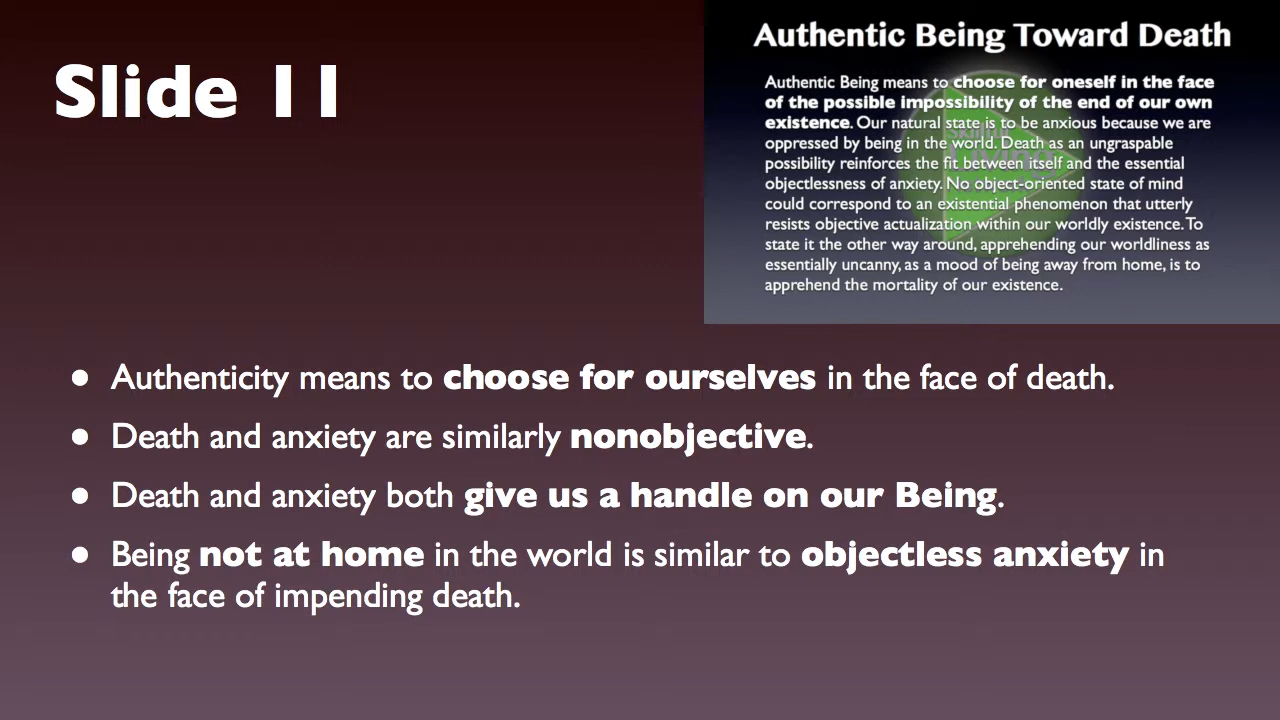 Slide 11
Authentic Being Toward Death
Authentic Being means to choose for oneself in the face
of the possible impossibility of the end of our own
existence. Our natural state is to be anxious because we are
oppressed by being in the world. Death as an ungraspable
possibility reinforces the fit between itself and the essential
objectlessness of anxiety. No object-oriented state of mind
could correspond to an existential phenomenon that utterly
resists objective actualization within our worldly existence. To
state it the other way around, apprehending our worldliness as
essentially uncanny, as a mood of being away from home, is to
apprehend the mortality of our existence.
• Authenticity means to choose for ourselves in the face of death.
• Death and anxiety are similarly nonobjective.
• Death and anxiety both give us a handle on our Being.
• Being not at home in the world is similar to objectless anxiety in
the face of impending death.